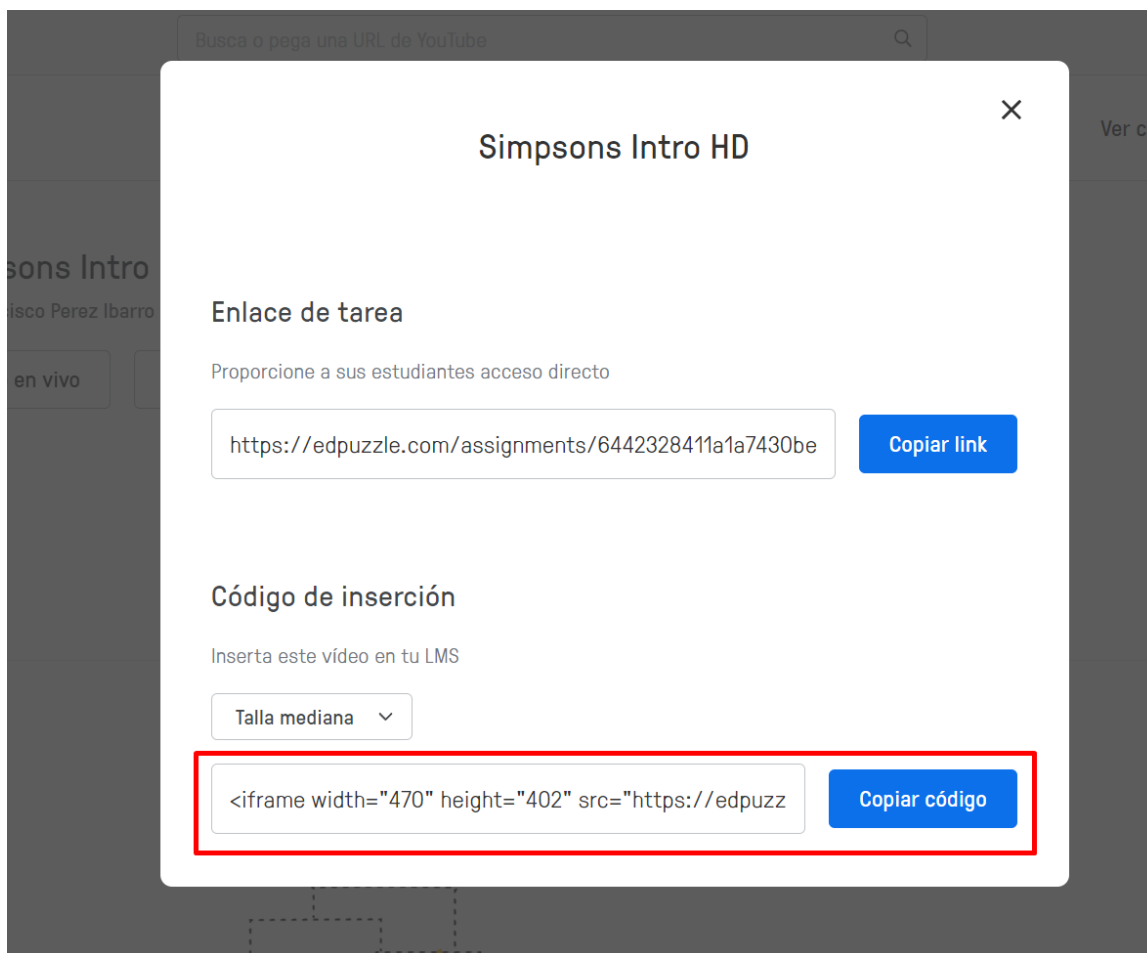 Busca o pega una URL de YouTube
Ver c
Simpsons Intro HD
sons Intro
cisco Perez Ibarro
en vivo
Enlace de tarea
Proporcione a sus estudiantes acceso directo
https://edpuzzle.com/assignments/6442328411a1a7430be
Copiar link
Código de inserción
Inserta este vídeo en tu LMS
Talla mediana
<iframe width="470" height="402" src="https://edpuzz
Copiar código